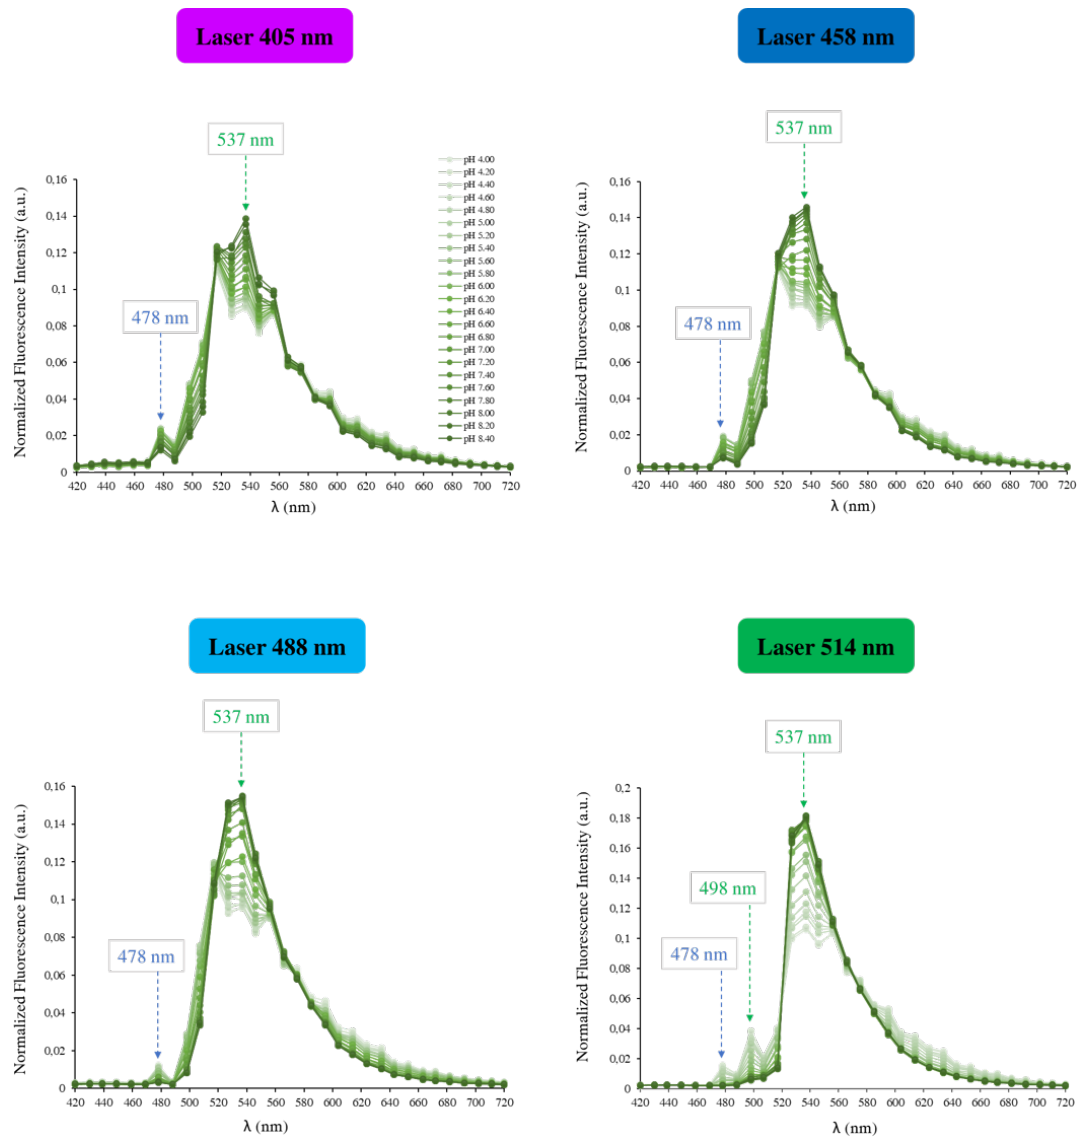 Laser 405 nm
537 nm
478 nm
Normalized Fluorescence Intensity (a.u.)
0,16
0,14
0,12
0,1
0,08
0,06
0,04
0,02
0
420 440 460 480 500 520 540 560 580 600 620 640 660 680 700 720
λ (nm)
pH 4.00
pH 4.20
pH 4.40
pH 4.60
pH 4.80
pH 5.00
pH 5.20
pH 5.40
pH 5.60
pH 5.80
pH 6.00
pH 6.20
pH 6.40
pH 6.60
pH 6.80
pH 7.00
pH 7.20
pH 7.40
pH 7.60
pH 7.80
pH 8.00
pH 8.20
pH 8.40
Laser 458 nm
537 nm
478 nm
Normalized Fluorescence Intensity (a.u.)
0,16
0,14
0,12
0,1
0,08
0,06
0,04
0,02
0
420 440 460 480 500 520 540 560 580 600 620 640 660 680 700 720
λ (nm)
Laser 488 nm
537 nm
478 nm
Normalized Fluorescence Intensity (a.u.)
0,16
0,14
0,12
0,1
0,08
0,06
0,04
0,02
0
420 440 460 480 500 520 540 560 580 600 620 640 660 680 700 720
λ (nm)
Laser 514 nm
537 nm
498 nm
478 nm
Normalized Fluorescence Intensity (a.u.)
0,2
0,18
0,16
0,14
0,12
0,1
0,08
0,06
0,04
0,02
0
420 440 460 480 500 520 540 560 580 600 620 640 660 680 700 720
λ (nm)